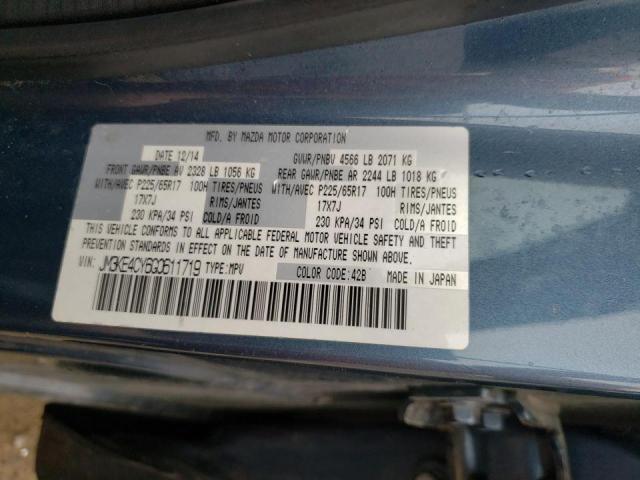 MFD. BY MAZDA MOTOR CORPORATION
DATE 12/14 GVWR/PNBV 4566 LB 2071 KG
FRONT GAWR/PNBE AV 2328 LB 1056 KG REAR GAWR/PNBE AR 2244 LB 1018 KG
WITH/AVEC P225/65R17 100H TIRES/PNEUS WITH/AVEC P225/65R17 100H TIRES/PNEUS
17X7J RIMS/JANTES 17X7J RIMS/JANTES
230 KPA/34 PSI COLD/A FROID 230 KPA/34 PSI COLD/A FROID
THIS VEHICLE CONFORMS TO ALL APPLICABLE FEDERAL MOTOR VEHICLE SAFETY AND THEFT
PREVENTION STANDARDS IN EFFECT ON THE DATE OF MANUFACTURE SHOWN ABOVE.
VIN: JM3KE4CY6G0611719 TYPE:MPV COLOR CODE:42B MADE IN JAPAN